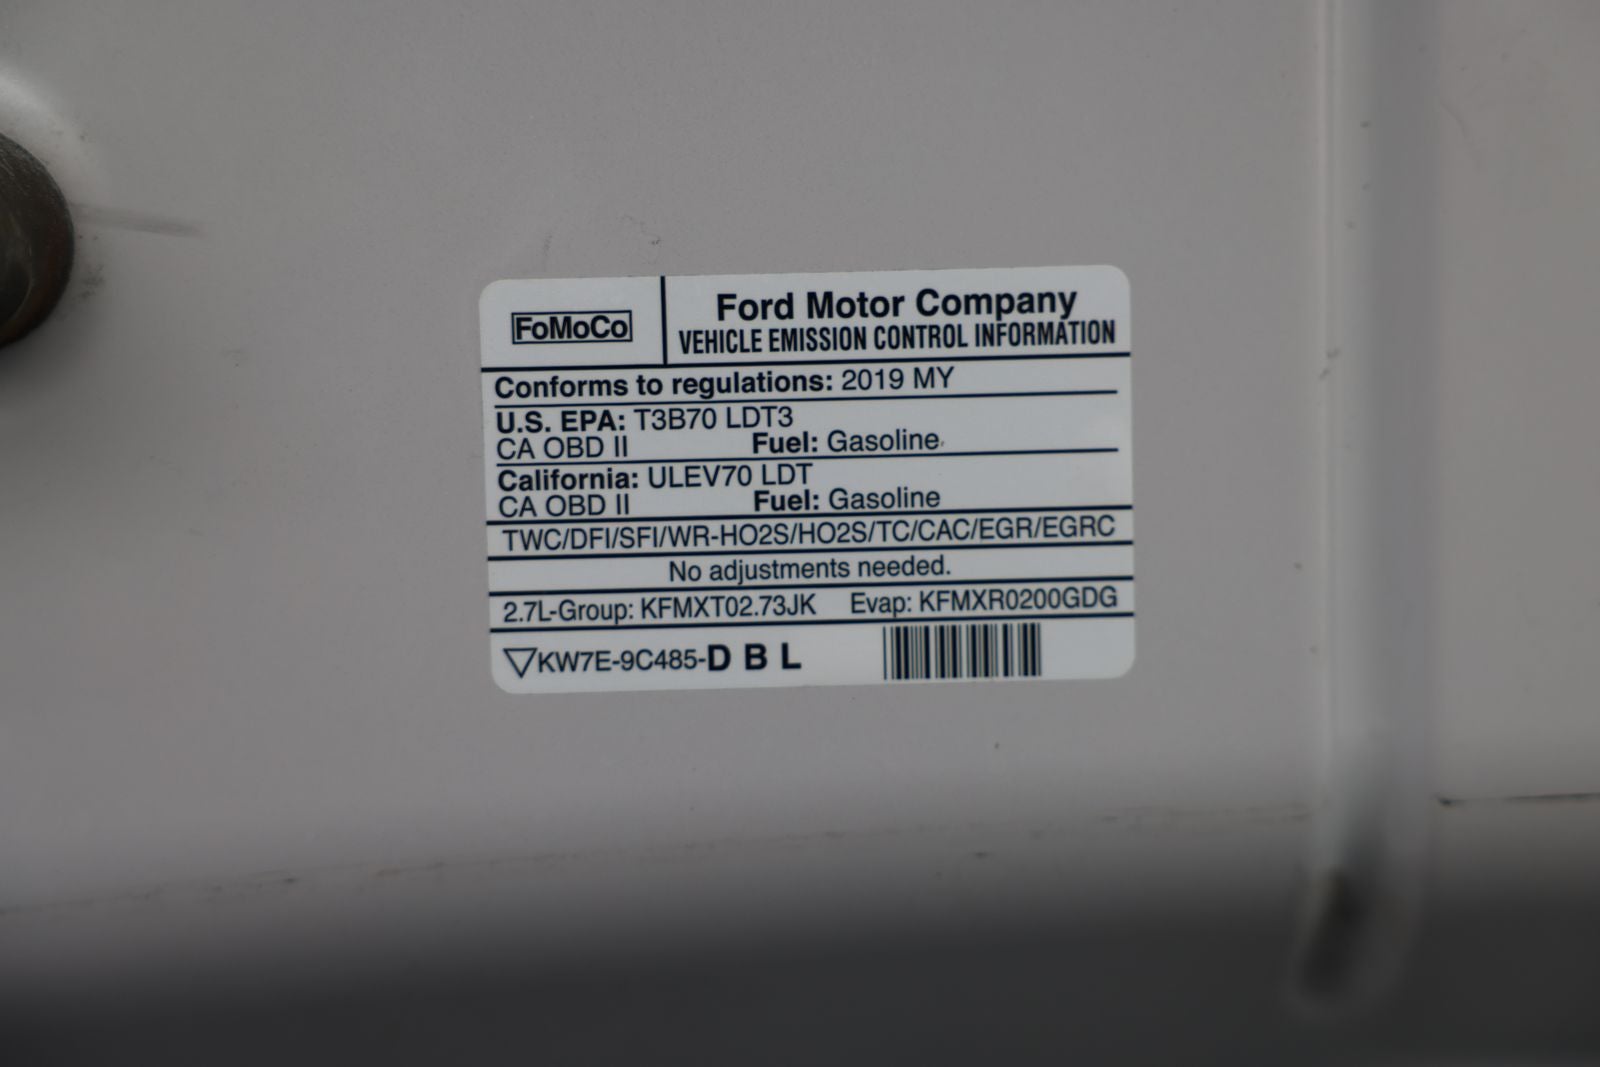 FoMoCo
Ford Motor Company
VEHICLE EMISSION CONTROL INFORMATION
Conforms to regulations: 2019 MY
U.S. EPA: T3B70 LDT3
CA OBD II Fuel: Gasoline
California: ULEV70 LDT
CA OBD II Fuel: Gasoline
TWC/DFI/SFI/WR-HO2S/HO2S/TC/CAC/EGR/EGRC
No adjustments needed.
2.7L-Group: KFMXT02.73JK Evap: KFMXR0200GDG
KW7E-9C485-D B L